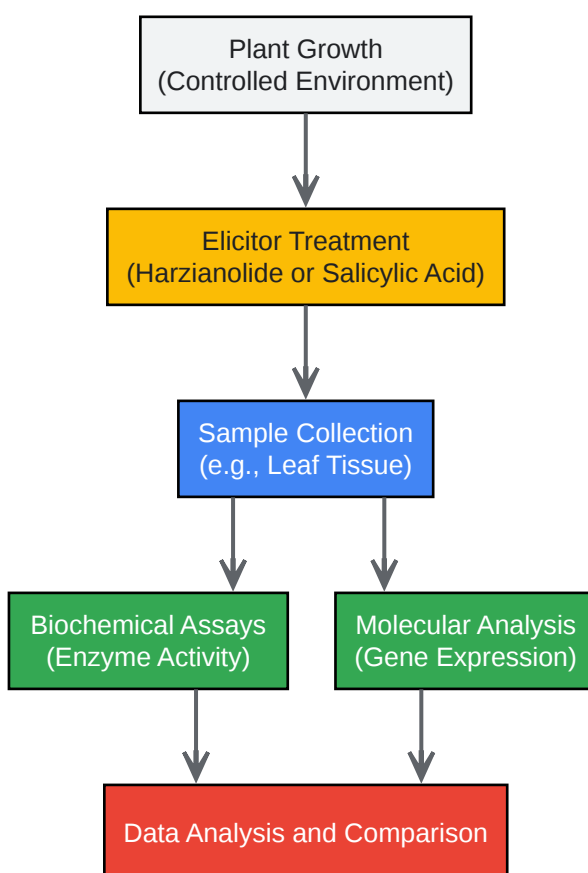 Plant Growth
(Controlled Environment)
Elicitor Treatment
(Harzianolide or Salicylic Acid)
Sample Collection
(e.g., Leaf Tissue)
Biochemical Assays
(Enzyme Activity)
Molecular Analysis
(Gene Expression)
Data Analysis and Comparison